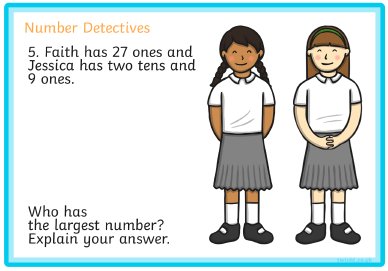 Number Detectives
5. Faith has 27 ones and
Jessica has two tens and
9 ones.
Who has
the largest number?
Explain your answer.